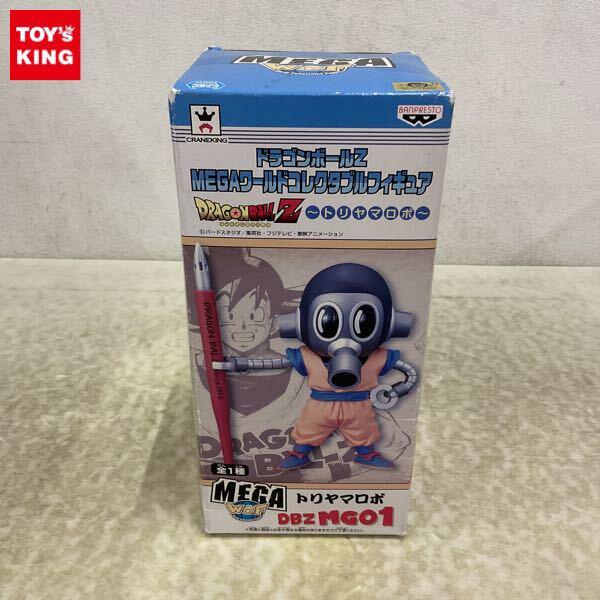 TOY's
KING
MEGA
WCF
CRANEKING
BANPRESTO
ドラゴンボールZ
MEGAワールドコレクタブルフィギュア
DRAGONBALL Z
～トリヤマロボ～
©バードスタジオ/集英社・フジテレビ・東映アニメーション
DRAGON BALL
DRAGON
全1種
MEGA
WCF
トリヤマロボ
DBZ MG01